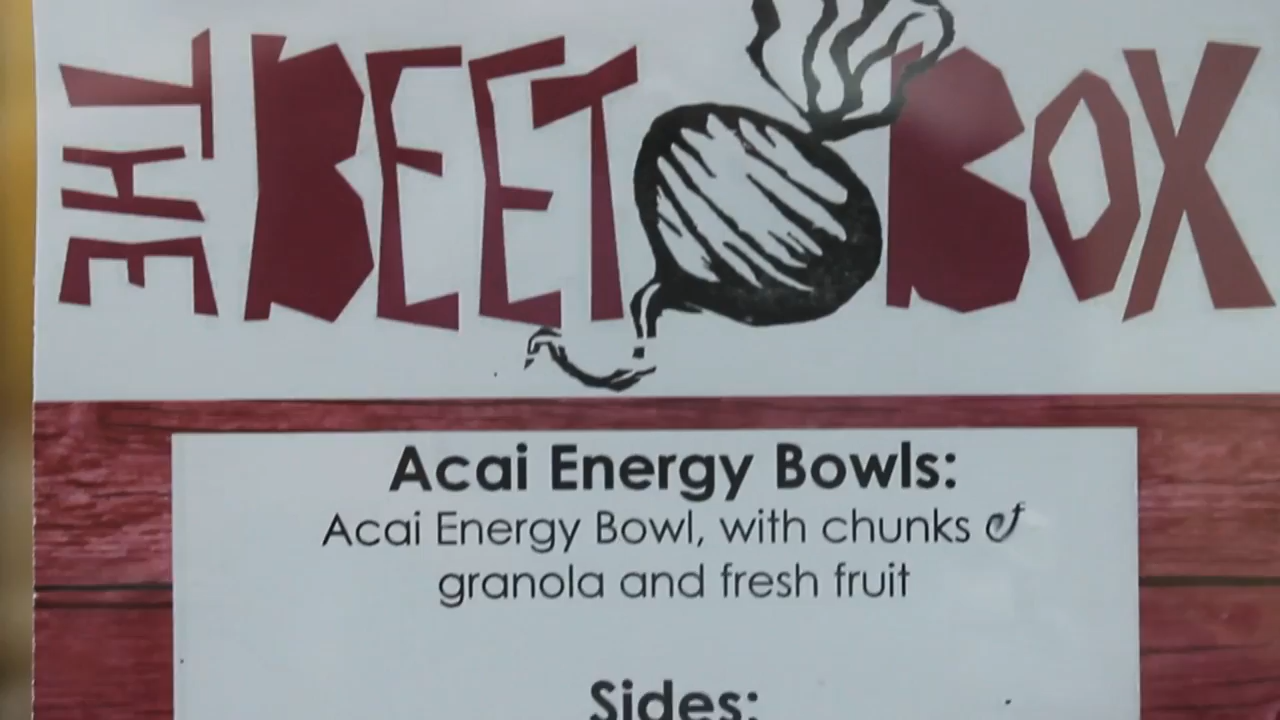 THE BEET BOX
Acai Energy Bowls:
Acai Energy Bowl, with chunks of
granola and fresh fruit
Sides: